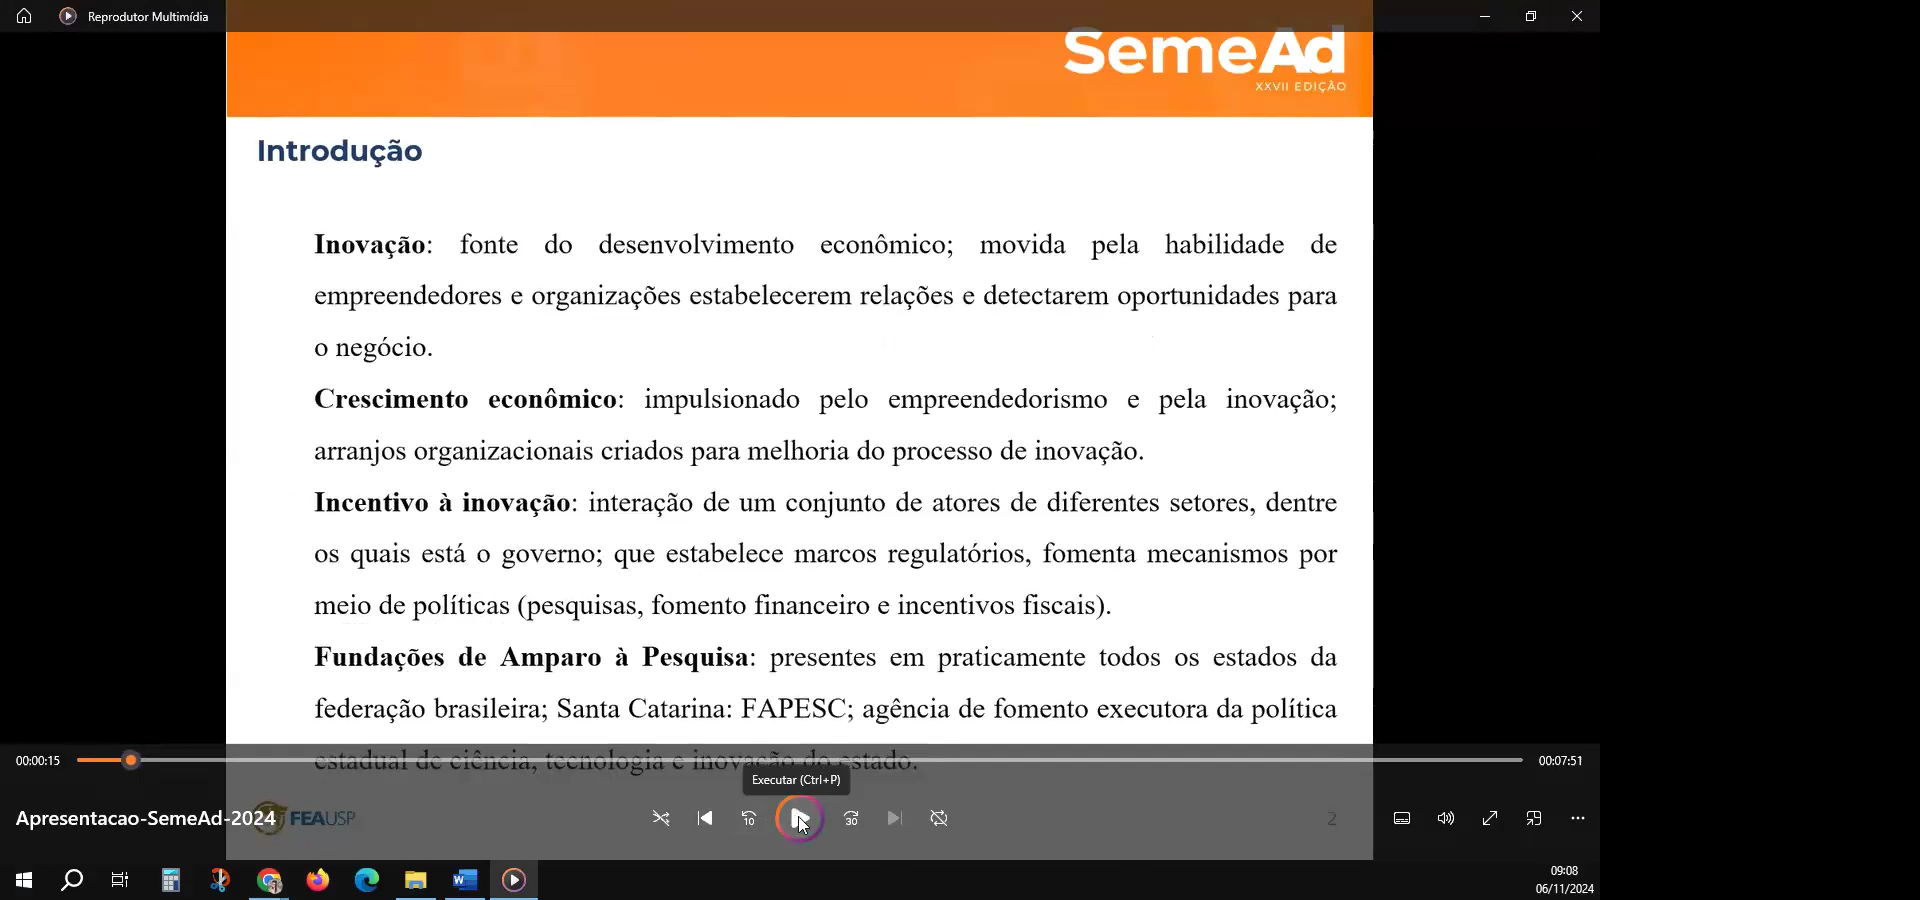 Reprodutor Multimídia
SemeAd
XXVII EDIÇÃO
Introdução
Inovação: fonte do desenvolvimento econômico; movida pela habilidade de
empreendedores e organizações estabelecerem relações e detectarem oportunidades para
o negócio.
Crescimento econômico: impulsionado pelo empreendedorismo e pela inovação;
arranjos organizacionais criados para melhoria do processo de inovação.
Incentivo à inovação: interação de um conjunto de atores de diferentes setores, dentre
os quais está o governo; que estabelece marcos regulatórios, fomenta mecanismos por
meio de políticas (pesquisas, fomento financeiro e incentivos fiscais).
Fundações de Amparo à Pesquisa: presentes em praticamente todos os estados da
federação brasileira; Santa Catarina: FAPESC; agência de fomento executora da política
estadual de ciência, tecnologia e inovação do estado.
00:00:15
00:07:51
Executar (Ctrl+P)
Apresentacao-SemeAd-2024
FEAUSP
10
30
2
09:08
06/11/2024